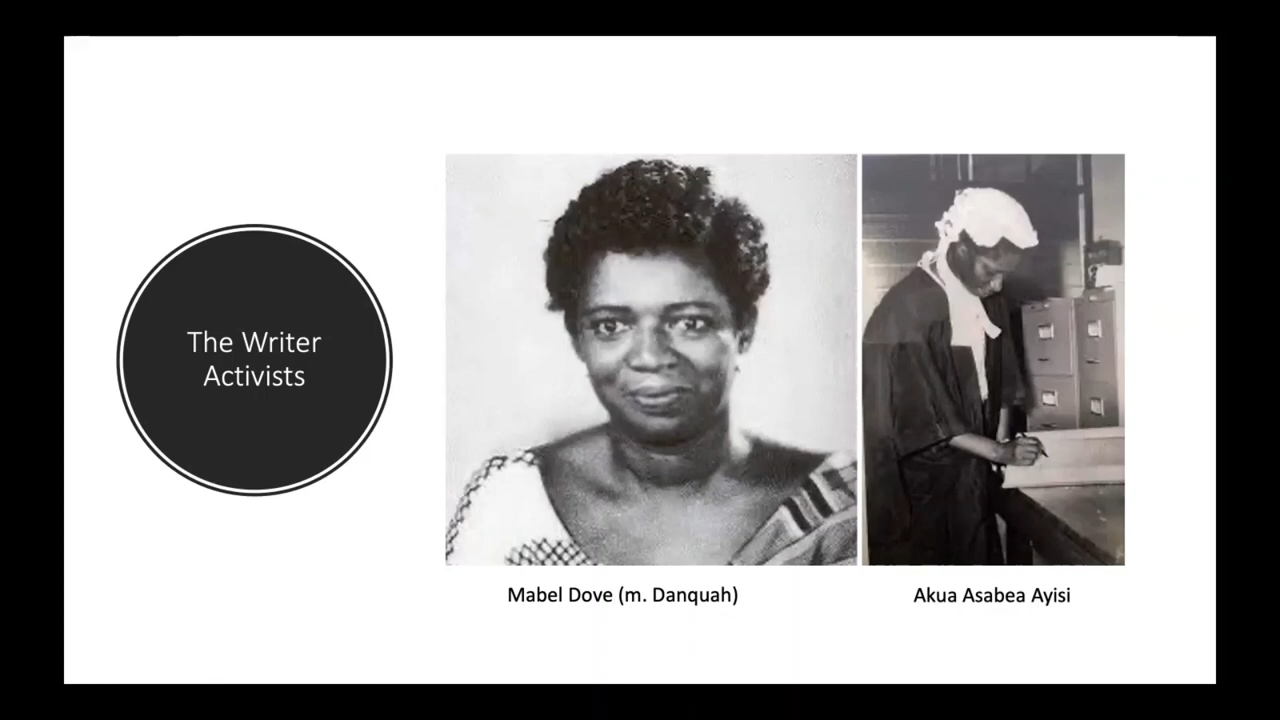 The Writer
Activists
Mabel Dove (m. Danquah)
Akua Asabea Ayisi